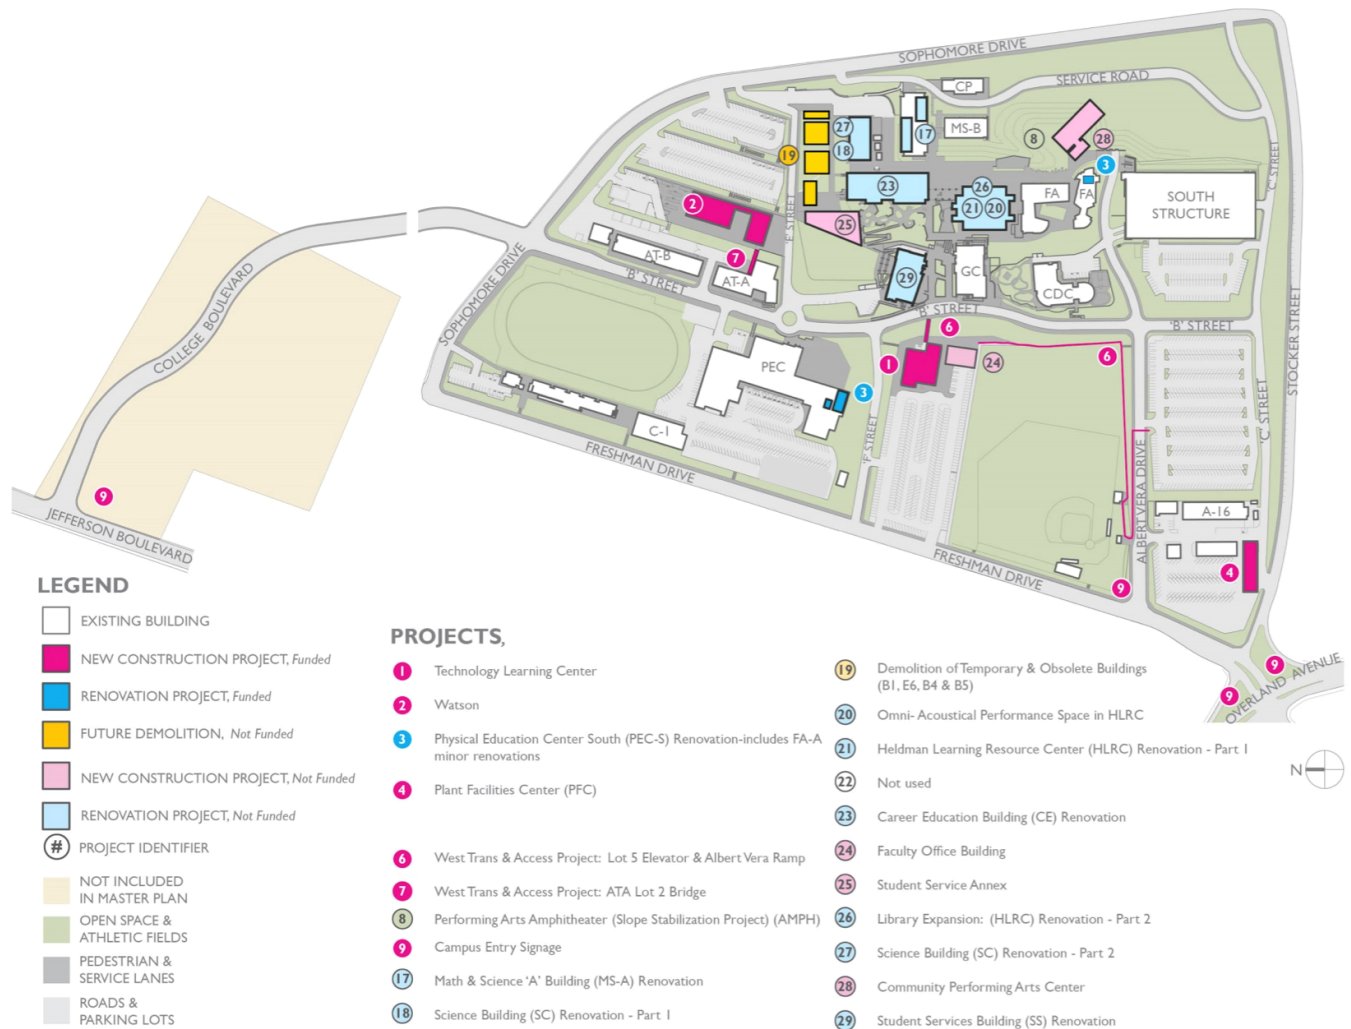 SOPHOMORE DRIVE
SERVICE ROAD
CP
MS-B
17
27
18
19
8
28
3
'C' STREET
SOUTH
STRUCTURE
23
26
21
20
FA
FA
2
25
'E' STREET
7
AT-B
AT-A
'B' STREET
29
GC
CDC
'B' STREET
6
'B' STREET
STOCKER STREET
COLLEGE BOULEVARD
SOPHOMORE DRIVE
PEC
1
24
6
3
C-1
FRESHMAN DRIVE
'F' STREET
'C' STREET
ALBERT VERA DRIVE
A-16
9
JEFFERSON BOULEVARD
FRESHMAN DRIVE
9
4
9
9
OVERLAND AVENUE
N
LEGEND
EXISTING BUILDING
NEW CONSTRUCTION PROJECT, Funded
RENOVATION PROJECT, Funded
FUTURE DEMOLITION, Not Funded
NEW CONSTRUCTION PROJECT, Not Funded
RENOVATION PROJECT, Not Funded
# PROJECT IDENTIFIER
NOT INCLUDED
IN MASTER PLAN
OPEN SPACE &
ATHLETIC FIELDS
PEDESTRIAN &
SERVICE LANES
ROADS &
PARKING LOTS
PROJECTS,
1 Technology Learning Center
2 Watson
3 Physical Education Center South (PEC-S) Renovation-includes FA-A
minor renovations
4 Plant Facilities Center (PFC)
6 West Trans & Access Project: Lot 5 Elevator & Albert Vera Ramp
7 West Trans & Access Project: ATA Lot 2 Bridge
8 Performing Arts Amphitheater (Slope Stabilization Project) (AMPH)
9 Campus Entry Signage
17 Math & Science 'A' Building (MS-A) Renovation
18 Science Building (SC) Renovation - Part 1
19 Demolition of Temporary & Obsolete Buildings
(B1, E6, B4 & B5)
20 Omni- Acoustical Performance Space in HLRC
21 Heldman Learning Resource Center (HLRC) Renovation - Part 1
22 Not used
23 Career Education Building (CE) Renovation
24 Faculty Office Building
25 Student Service Annex
26 Library Expansion: (HLRC) Renovation - Part 2
27 Science Building (SC) Renovation - Part 2
28 Community Performing Arts Center
29 Student Services Building (SS) Renovation